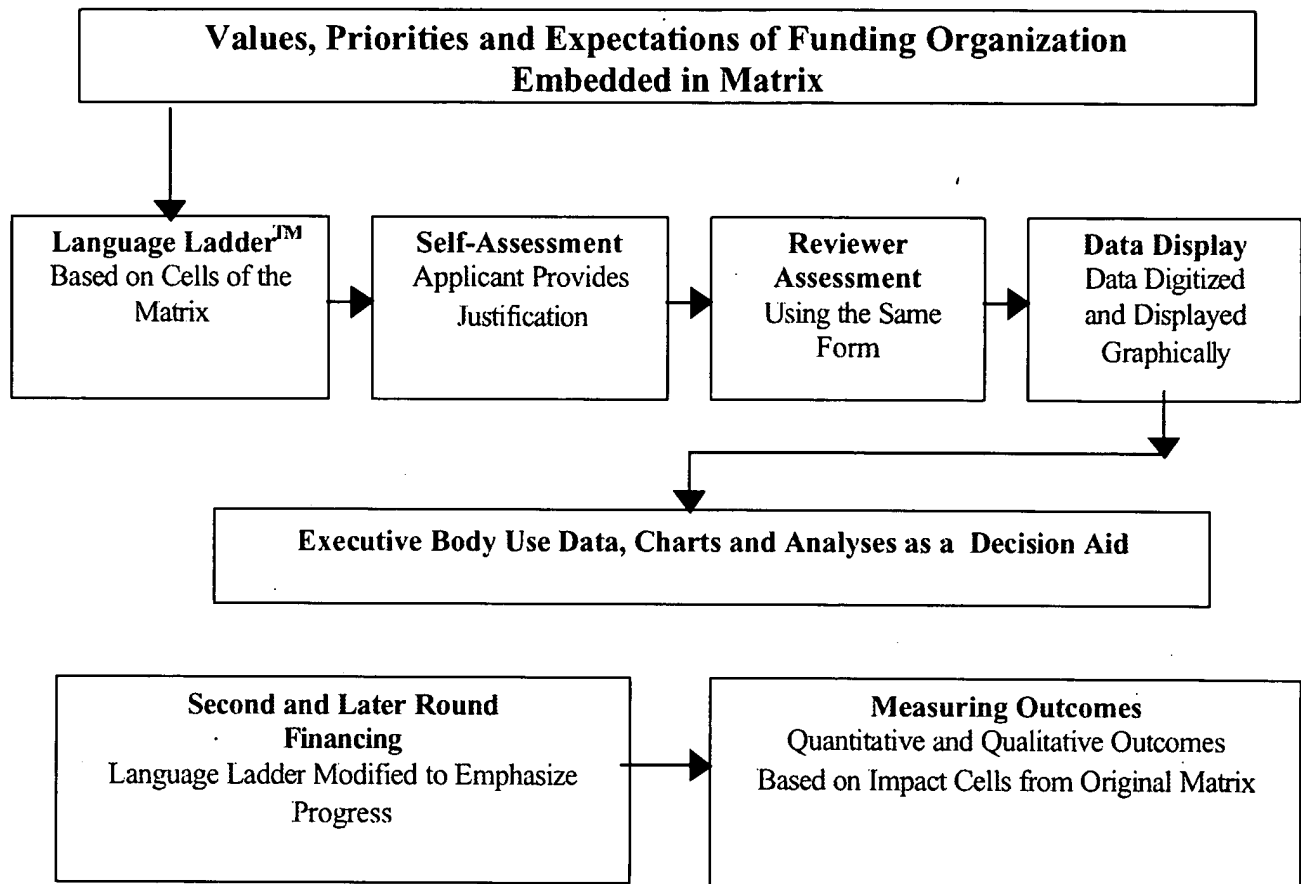 Values, Priorities and Expectations of Funding Organization
Embedded in Matrix
Language Ladder™
Based on Cells of the
Matrix
Self-Assessment
Applicant Provides
Justification
Reviewer
Assessment
Using the Same
Form
Data Display
Data Digitized
and Displayed
Graphically
Executive Body Use Data, Charts and Analyses as a Decision Aid
Second and Later Round
Financing
Language Ladder Modified to Emphasize
Progress
Measuring Outcomes
Quantitative and Qualitative Outcomes
Based on Impact Cells from Original Matrix